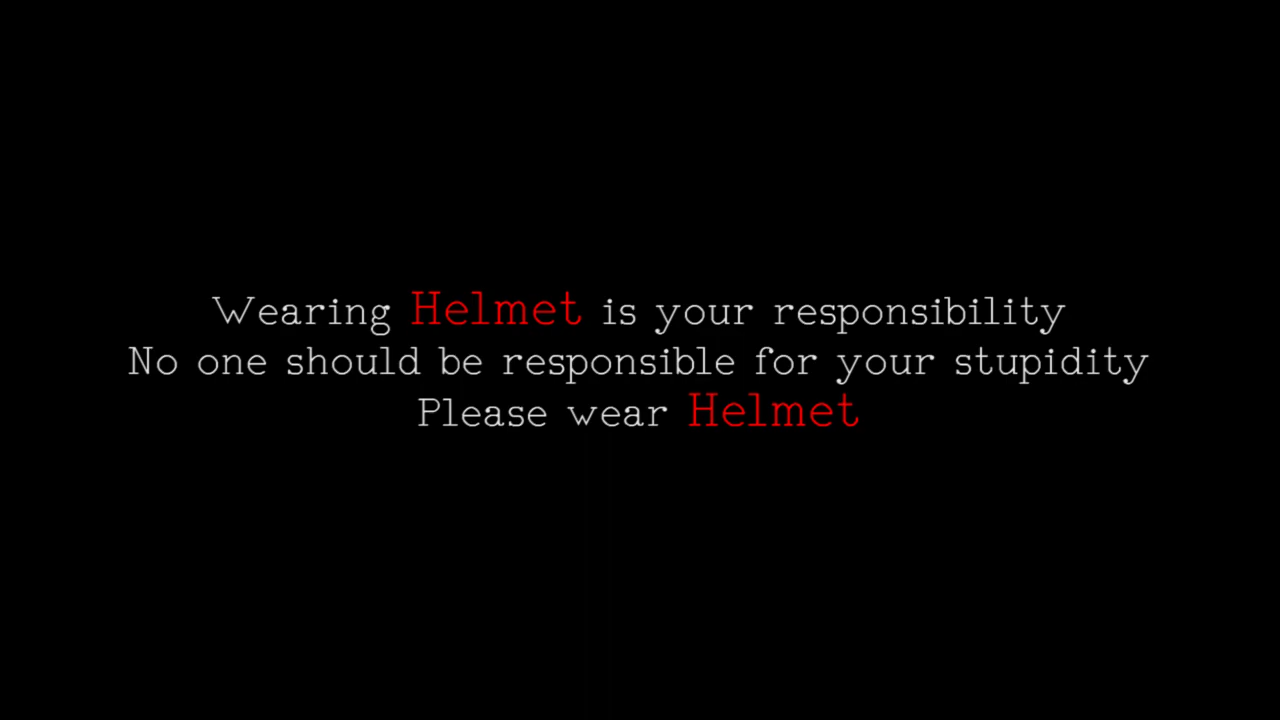 Wearing Helmet is your responsibility
No one should be responsible for your stupidity
Please wear Helmet